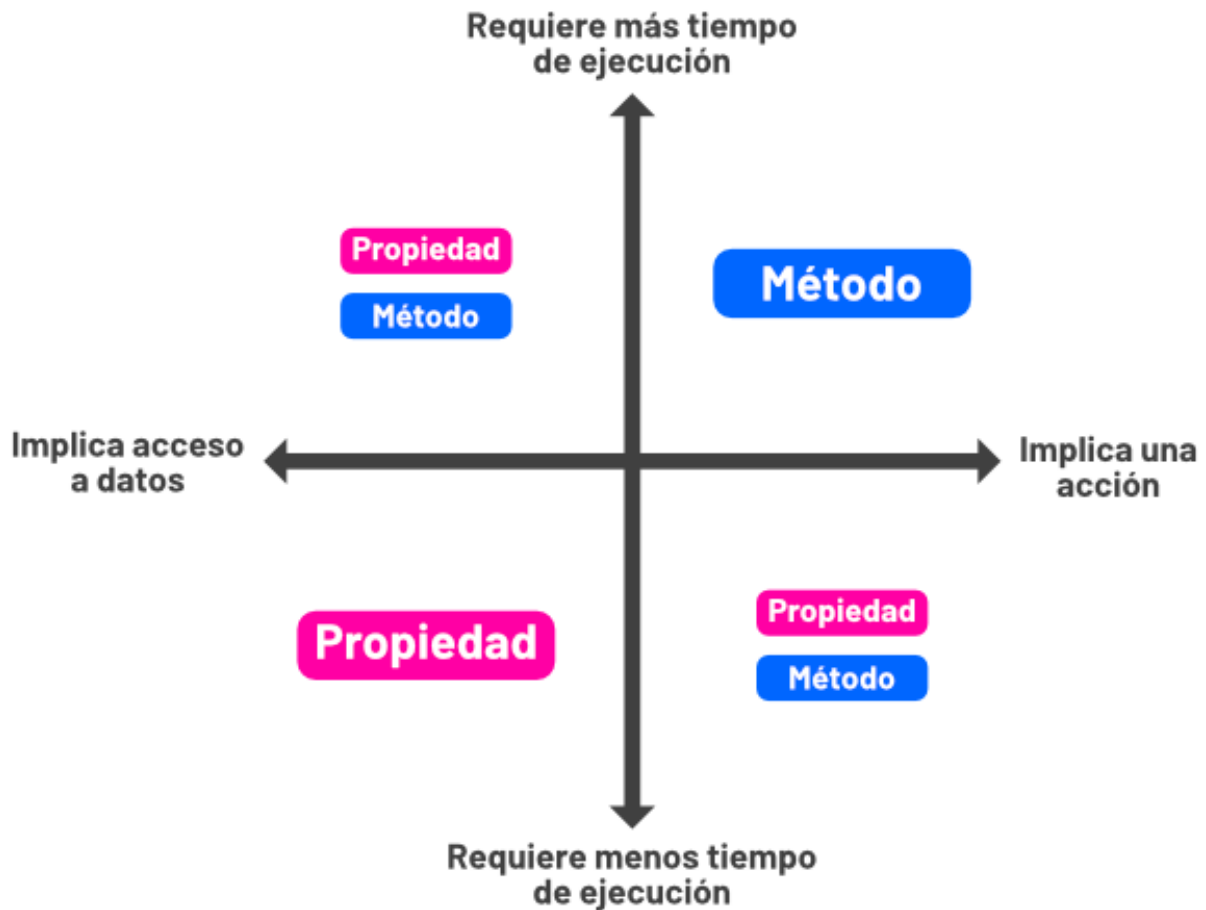 Requiere más tiempo
de ejecución
Propiedad
Método
Método
Implica acceso
a datos
Implica una
acción
Propiedad
Propiedad
Método
Requiere menos tiempo
de ejecución